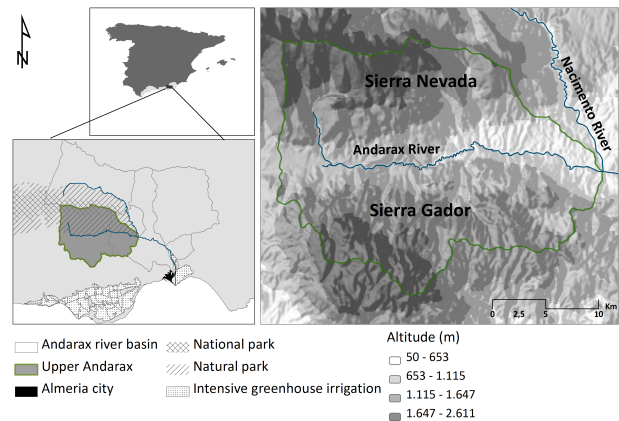 N
Sierra Nevada
Nacimento River
Andarax River
Sierra Gador
Km
0 2,5 5 10
Andarax river basin
National park
Upper Andarax
Natural park
Almeria city
Intensive greenhouse irrigation
Altitude (m)
50 - 653
653 - 1.115
1.115 - 1.647
1.647 - 2.611